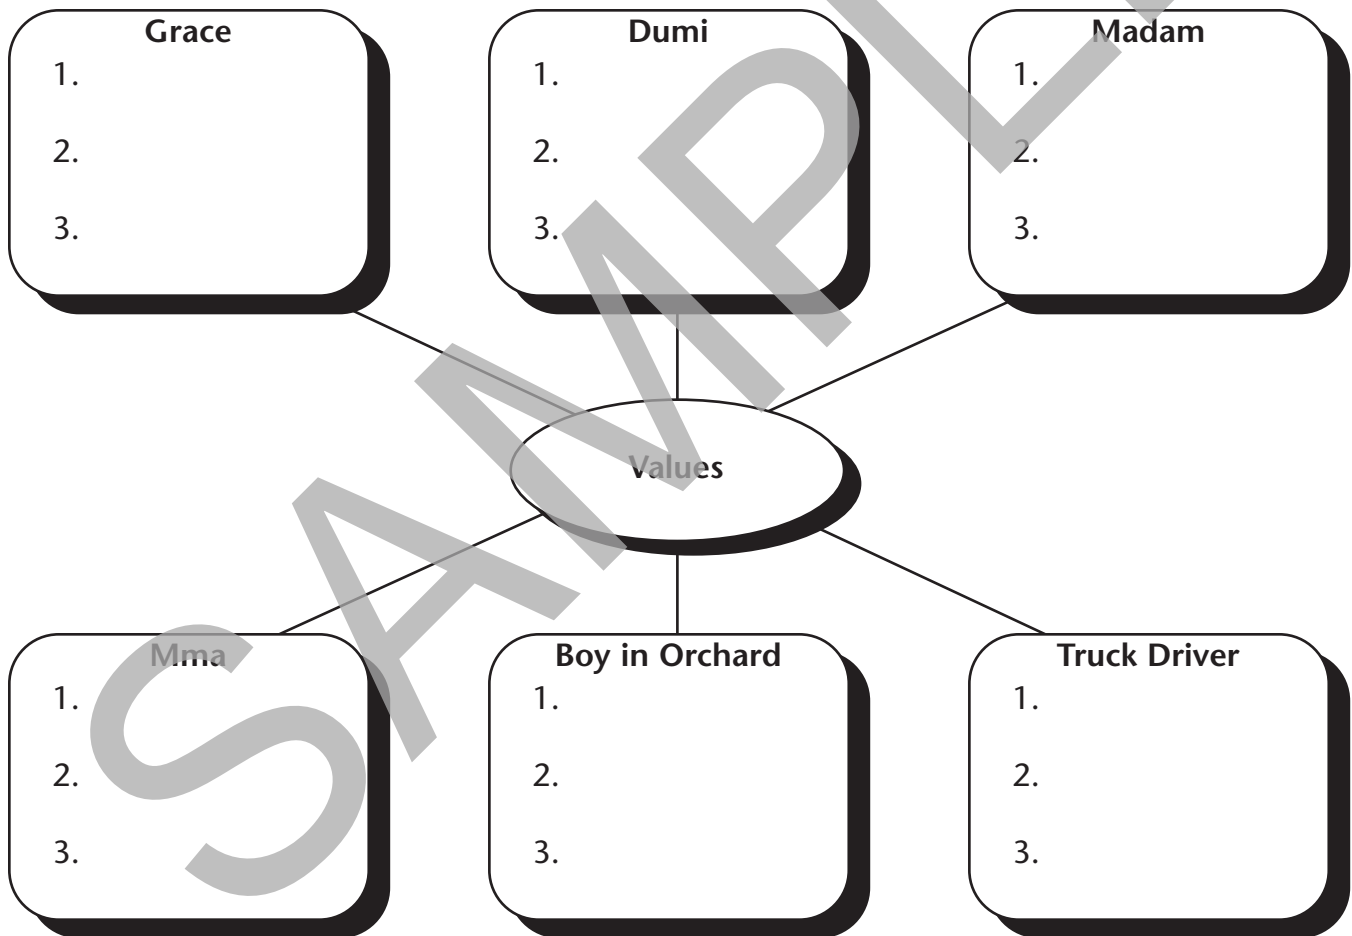 Grace
1.
2.
3.
Dumi
1.
2.
3.
Madam
1.
2.
3.
Values
Mma
1.
2.
3.
Boy in Orchard
1.
2.
3.
Truck Driver
1.
2.
3.
SAMPLE